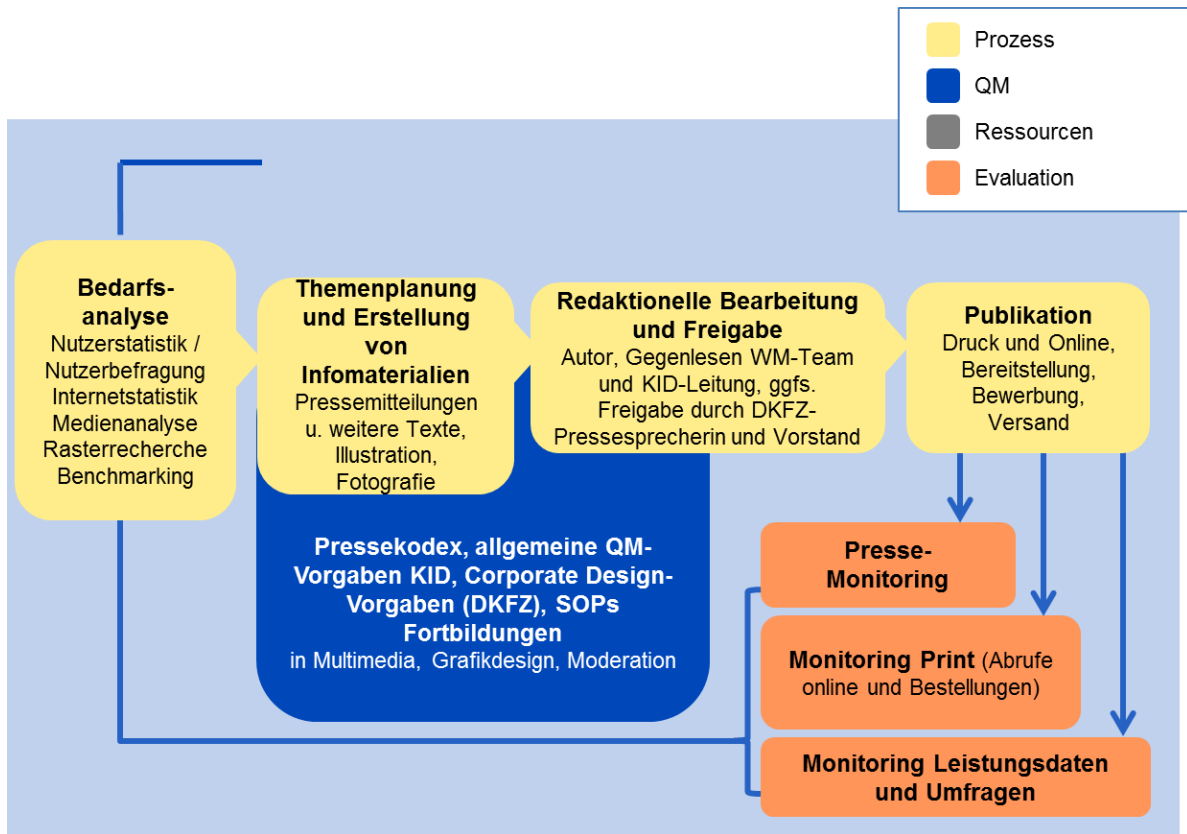 Prozess
QM
Ressourcen
Evaluation
Bedarfs-
analyse
Nutzerstatistik /
Nutzerbefragung
Internetstatistik
Medienanalyse
Rasterrecherche
Benchmarking
Themenplanung
und Erstellung
von
Infomaterialien
Pressemitteilungen
u. weitere Texte,
Illustration,
Fotografie
Redaktionelle Bearbeitung
und Freigabe
Autor, Gegenlesen WM-Team
und KID-Leitung, ggfs.
Freigabe durch DKFZ-
Pressesprecherin und Vorstand
Publikation
Druck und Online,
Bereitstellung,
Bewerbung,
Versand
Pressekodex, allgemeine QM-
Vorgaben KID, Corporate Design-
Vorgaben (DKFZ), SOPs
Fortbildungen
in Multimedia, Grafikdesign, Moderation
Presse-
Monitoring
Monitoring Print (Abrufe
online und Bestellungen)
Monitoring Leistungsdaten
und Umfragen